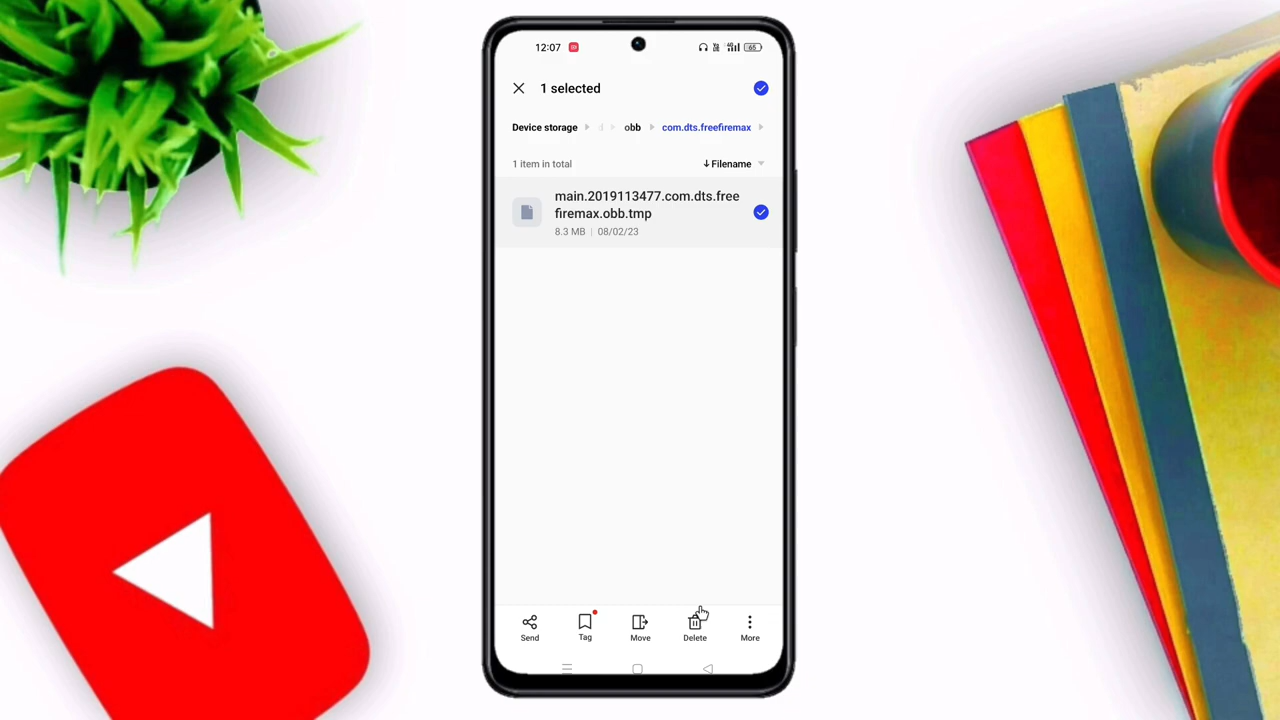 12:07
65
1 selected
Device storage d obb com.dts.freefiremax
1 item in total
Filename
main.2019113477.com.dts.free
firemax.obb.tmp
8.3 MB | 08/02/23
Send Tag Move Delete More